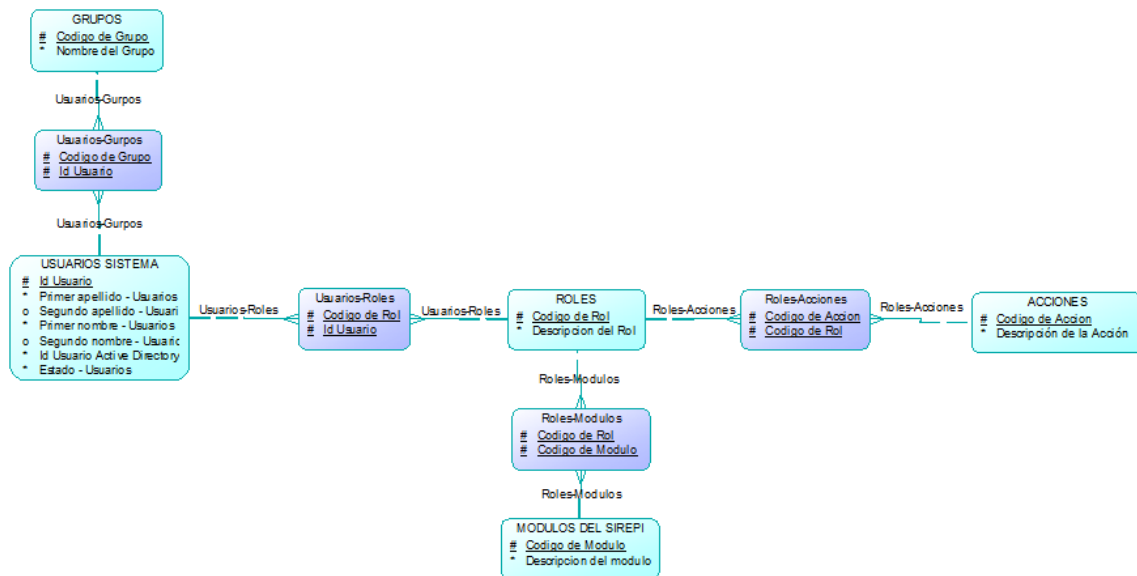 GRUPOS
# Codigo de Grupo
* Nombre del Grupo
Usuarios-Gurpos
Usuarios-Gurpos
# Codigo de Grupo
# Id Usuario
Usuarios-Gurpos
USUARIOS SISTEMA
# Id Usuario
* Primer apellido - Usuarios
o Segundo apellido - Usuari
* Primer nombre - Usuarios
o Segundo nombre - Usuaric
* Id Usuario Active Directory
* Estado - Usuarios
Usuarios-Roles
Usuarios-Roles
# Codigo de Rol
# Id Usuario
Usuarios-Roles
ROLES
# Codigo de Rol
* Descripcion del Rol
Roles-Acciones
Roles-Acciones
# Codigo de Accion
# Codigo de Rol
Roles-Acciones
ACCIONES
# Codigo de Accion
* Descripción de la Acción
Roles-Modulos
Roles-Modulos
# Codigo de Rol
# Codigo de Modulo
Roles-Modulos
MODULOS DEL SIREPI
# Codigo de Modulo
* Descripcion del modulo